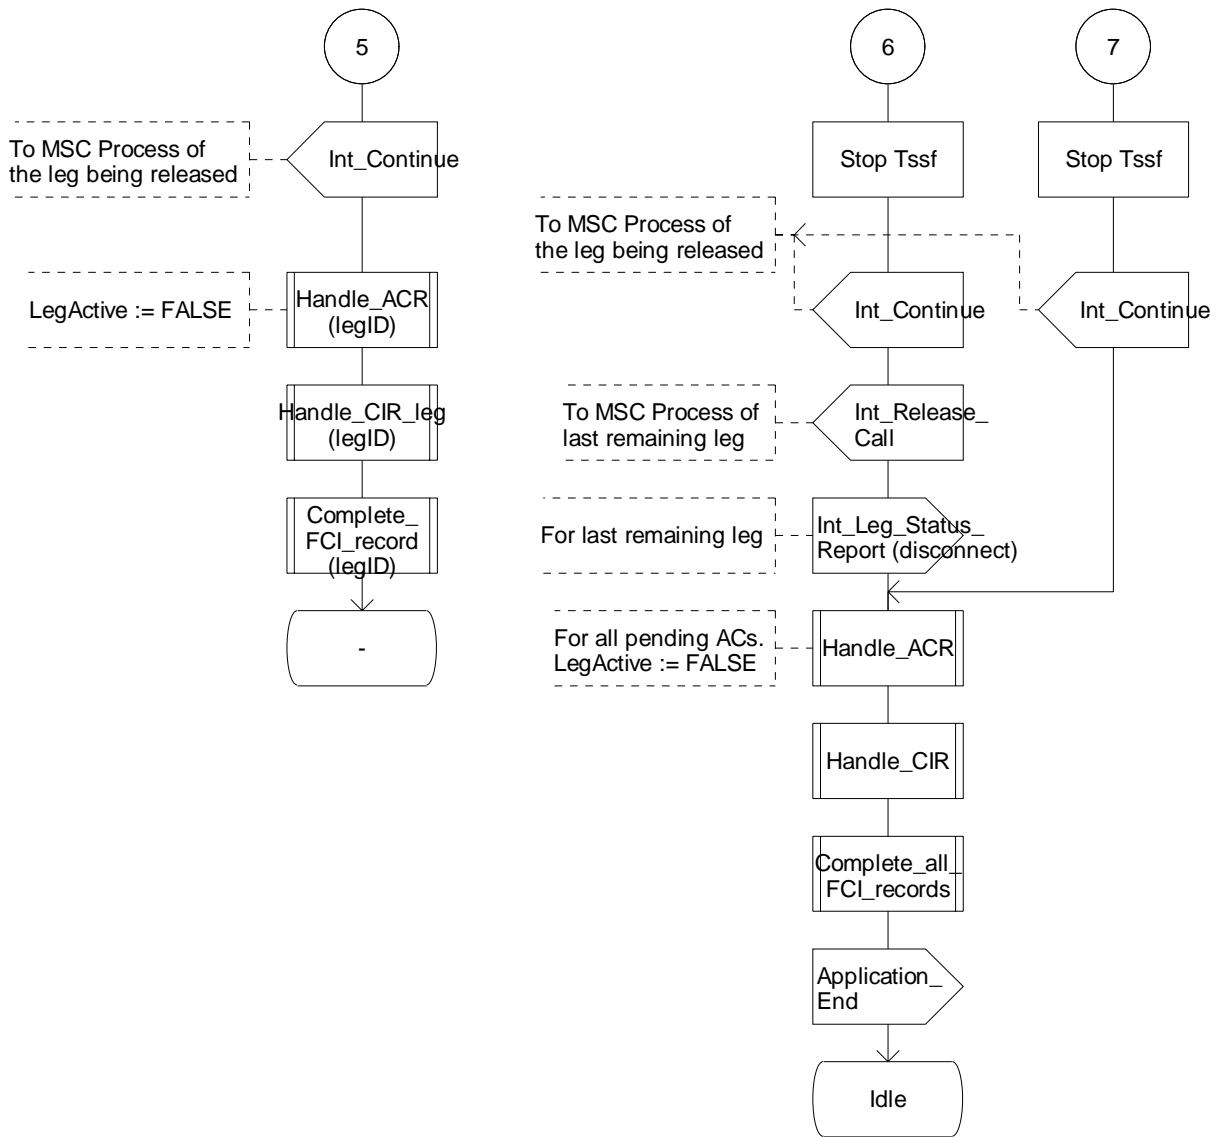 5
To MSC Process of
the leg being released
Int_Continue
LegActive := FALSE
Handle_ACR
(legID)
Handle_CIR_leg
(legID)
Complete_
FCI_record
(legID)
-
6
7
Stop Tssf
Stop Tssf
To MSC Process of
the leg being released
Int_Continue
Int_Continue
To MSC Process of
last remaining leg
Int_Release_
Call
For last remaining leg
Int_Leg_Status_
Report (disconnect)
For all pending ACs.
LegActive := FALSE
Handle_ACR
Handle_CIR
Complete_all_
FCI_records
Application_
End
Idle